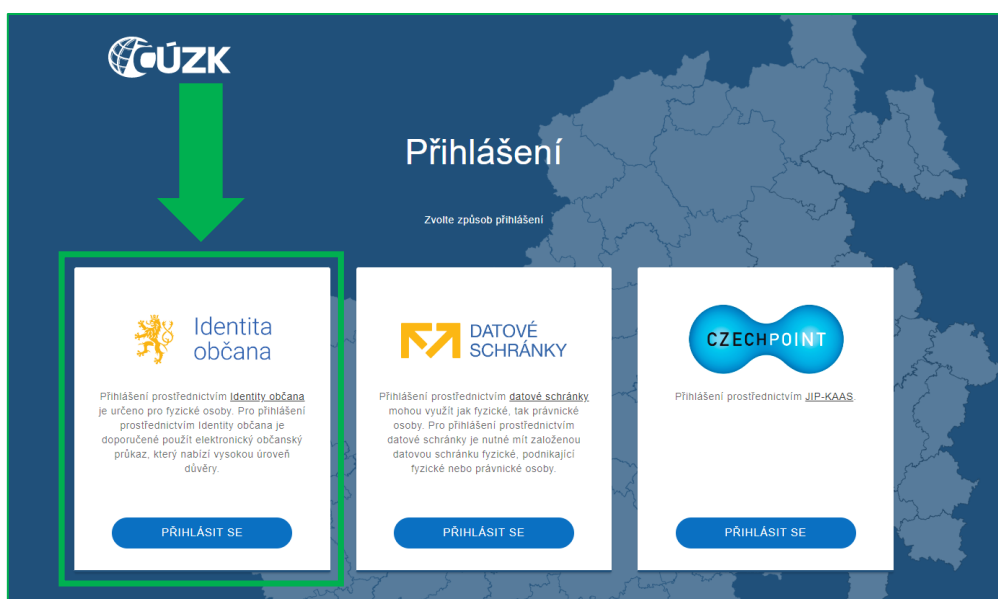 ČÚZK
Přihlášení
Zvolte způsob přihlášení
Identita
občana
Přihlášení prostřednictvím Identity občana
je určeno pro fyzické osoby. Pro přihlášení
prostřednictvím Identity občana je
doporučené použít elektronický občanský
průkaz, který nabízí vysokou úroveň
důvěry.
PŘIHLÁSIT SE
DATOVÉ
SCHRÁNKY
Přihlášení prostřednictvím datové schránky
mohou využít jak fyzické, tak právnické
osoby. Pro přihlášení prostřednictvím
datové schránky je nutné mít založenou
datovou schránku fyzické, podnikající
fyzické nebo právnické osoby.
PŘIHLÁSIT SE
CZECHPOINT
Přihlášení prostřednictvím JIP-KAAS.
PŘIHLÁSIT SE